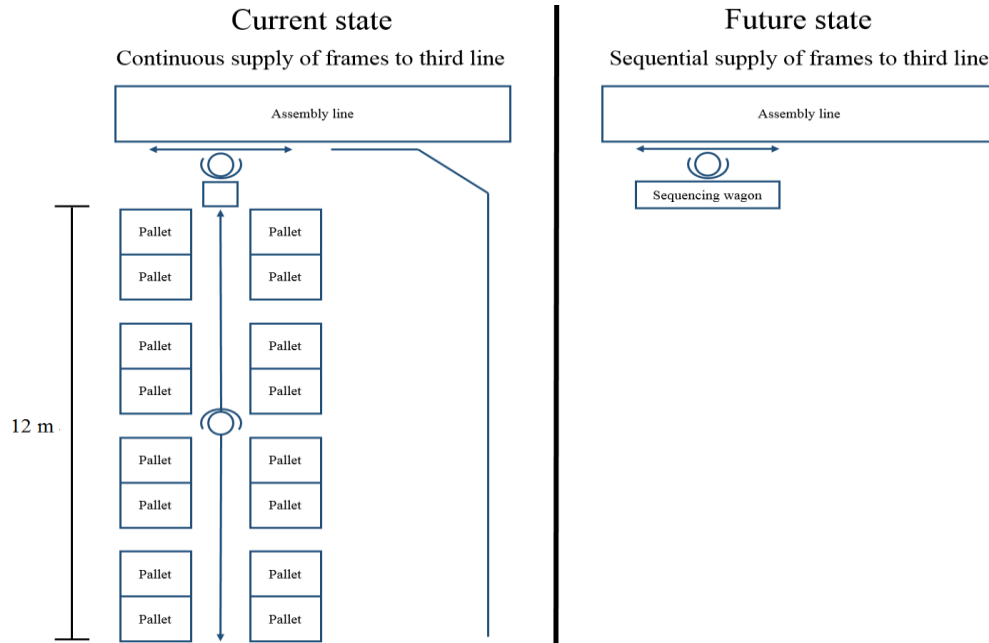 Current state
Continuous supply of frames to third line
Assembly line
Pallet
Pallet
Pallet
Pallet
Pallet
Pallet
Pallet
Pallet
12 m
Pallet
Pallet
Pallet
Pallet
Pallet
Pallet
Pallet
Pallet
Future state
Sequential supply of frames to third line
Assembly line
Sequencing wagon